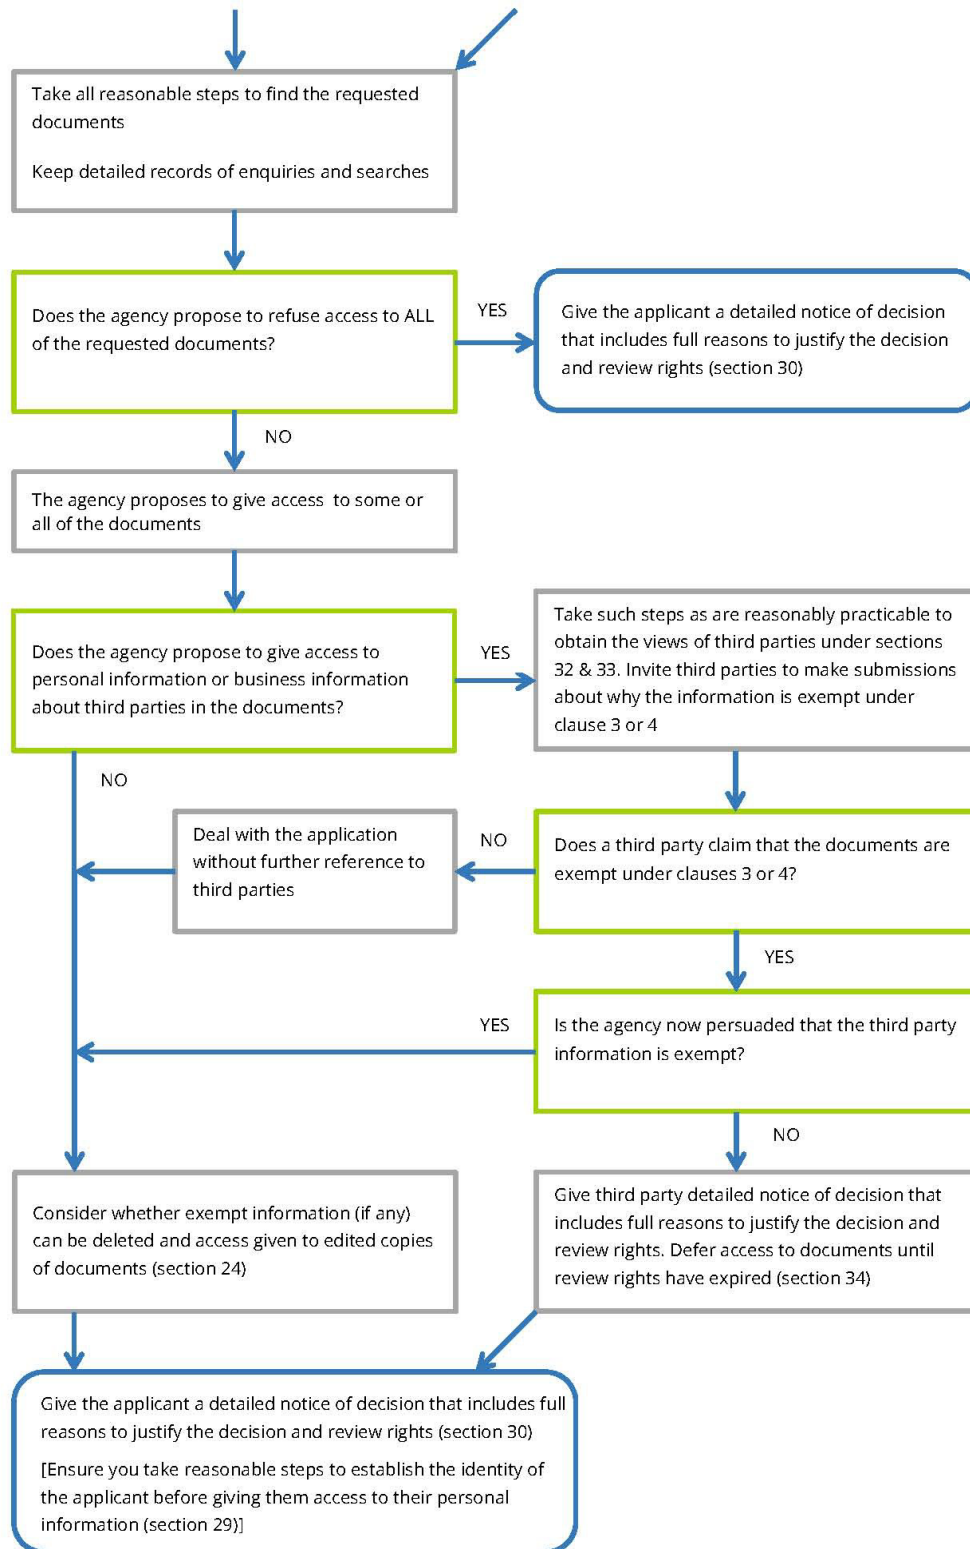 Take all reasonable steps to find the requested
documents
Keep detailed records of enquiries and searches
Does the agency propose to refuse access to ALL
of the requested documents?
YES
Give the applicant a detailed notice of decision
that includes full reasons to justify the decision
and review rights (section 30)
NO
The agency proposes to give access to some or
all of the documents
Does the agency propose to give access to
personal information or business information
about third parties in the documents?
YES
Take such steps as are reasonably practicable to
obtain the views of third parties under sections
32 & 33. Invite third parties to make submissions
about why the information is exempt under
clause 3 or 4
NO
Deal with the application
without further reference to
third parties
NO
Does a third party claim that the documents are
exempt under clauses 3 or 4?
YES
YES
Is the agency now persuaded that the third party
information is exempt?
NO
Consider whether exempt information (if any)
can be deleted and access given to edited copies
of documents (section 24)
Give third party detailed notice of decision that
includes full reasons to justify the decision and
review rights. Defer access to documents until
review rights have expired (section 34)
Give the applicant a detailed notice of decision that includes full
reasons to justify the decision and review rights (section 30)
[Ensure you take reasonable steps to establish the identity of
the applicant before giving them access to their personal
information (section 29)]